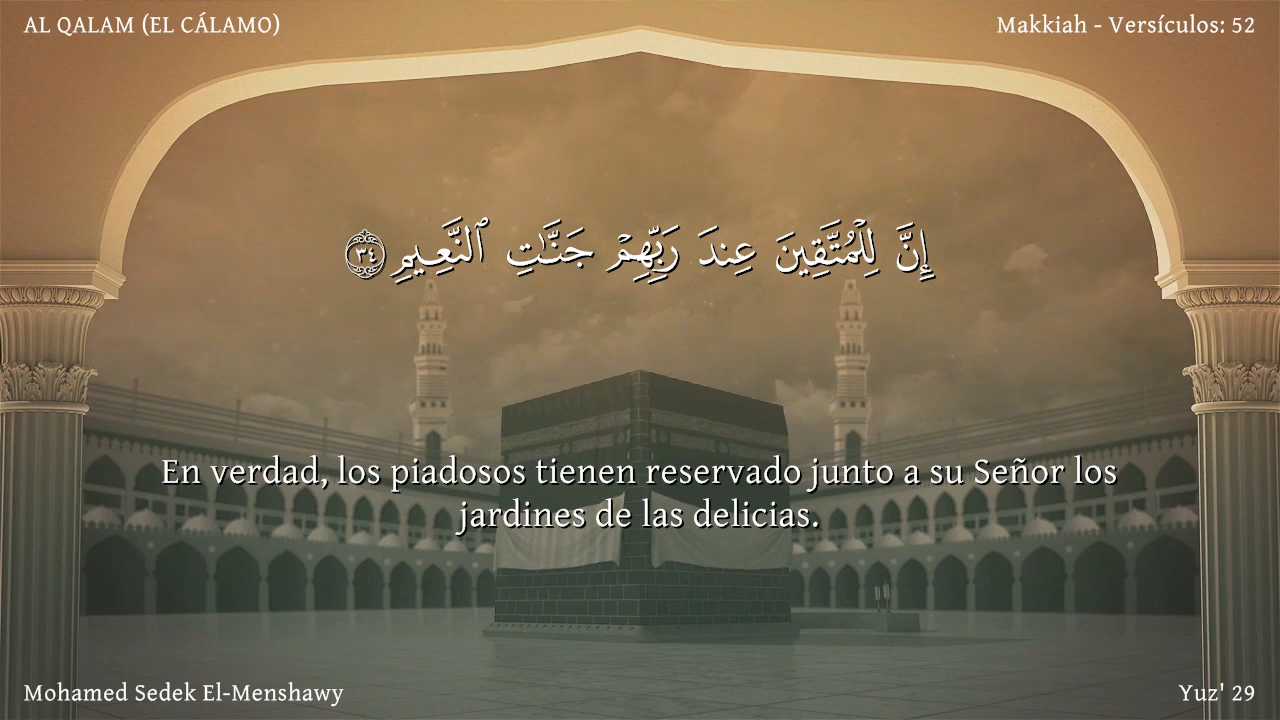 AL QALAM (EL CÁLAMO)
Makkiah - Versículos: 52
إِنَّ لِلْمُتَّقِينَ عِندَ رَبِّهِمْ جَنَّٰتِ ٱلنَّعِيمِ ٣٤
En verdad, los piadosos tienen reservado junto a su Señor los
jardines de las delicias.
Mohamed Sedek El-Menshawy
Yuz' 29